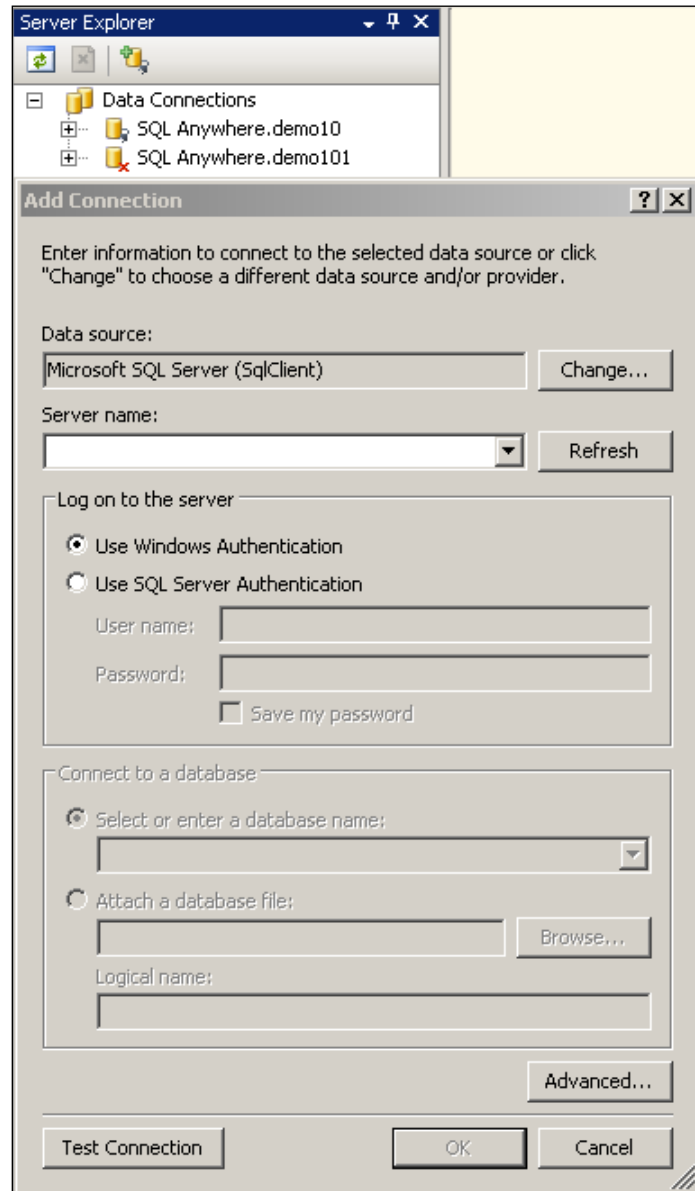 Server Explorer
Data Connections
SQL Anywhere.demo10
SQL Anywhere.demo101
Add Connection
Enter information to connect to the selected data source or click
"Change" to choose a different data source and/or provider.
Data source:
Microsoft SQL Server (SqlClient)
Change...
Server name:
Refresh
Log on to the server
Use Windows Authentication
Use SQL Server Authentication
User name:
Password:
Save my password
Connect to a database
Select or enter a database name:
Attach a database file:
Browse...
Logical name:
Advanced...
Test Connection
OK
Cancel